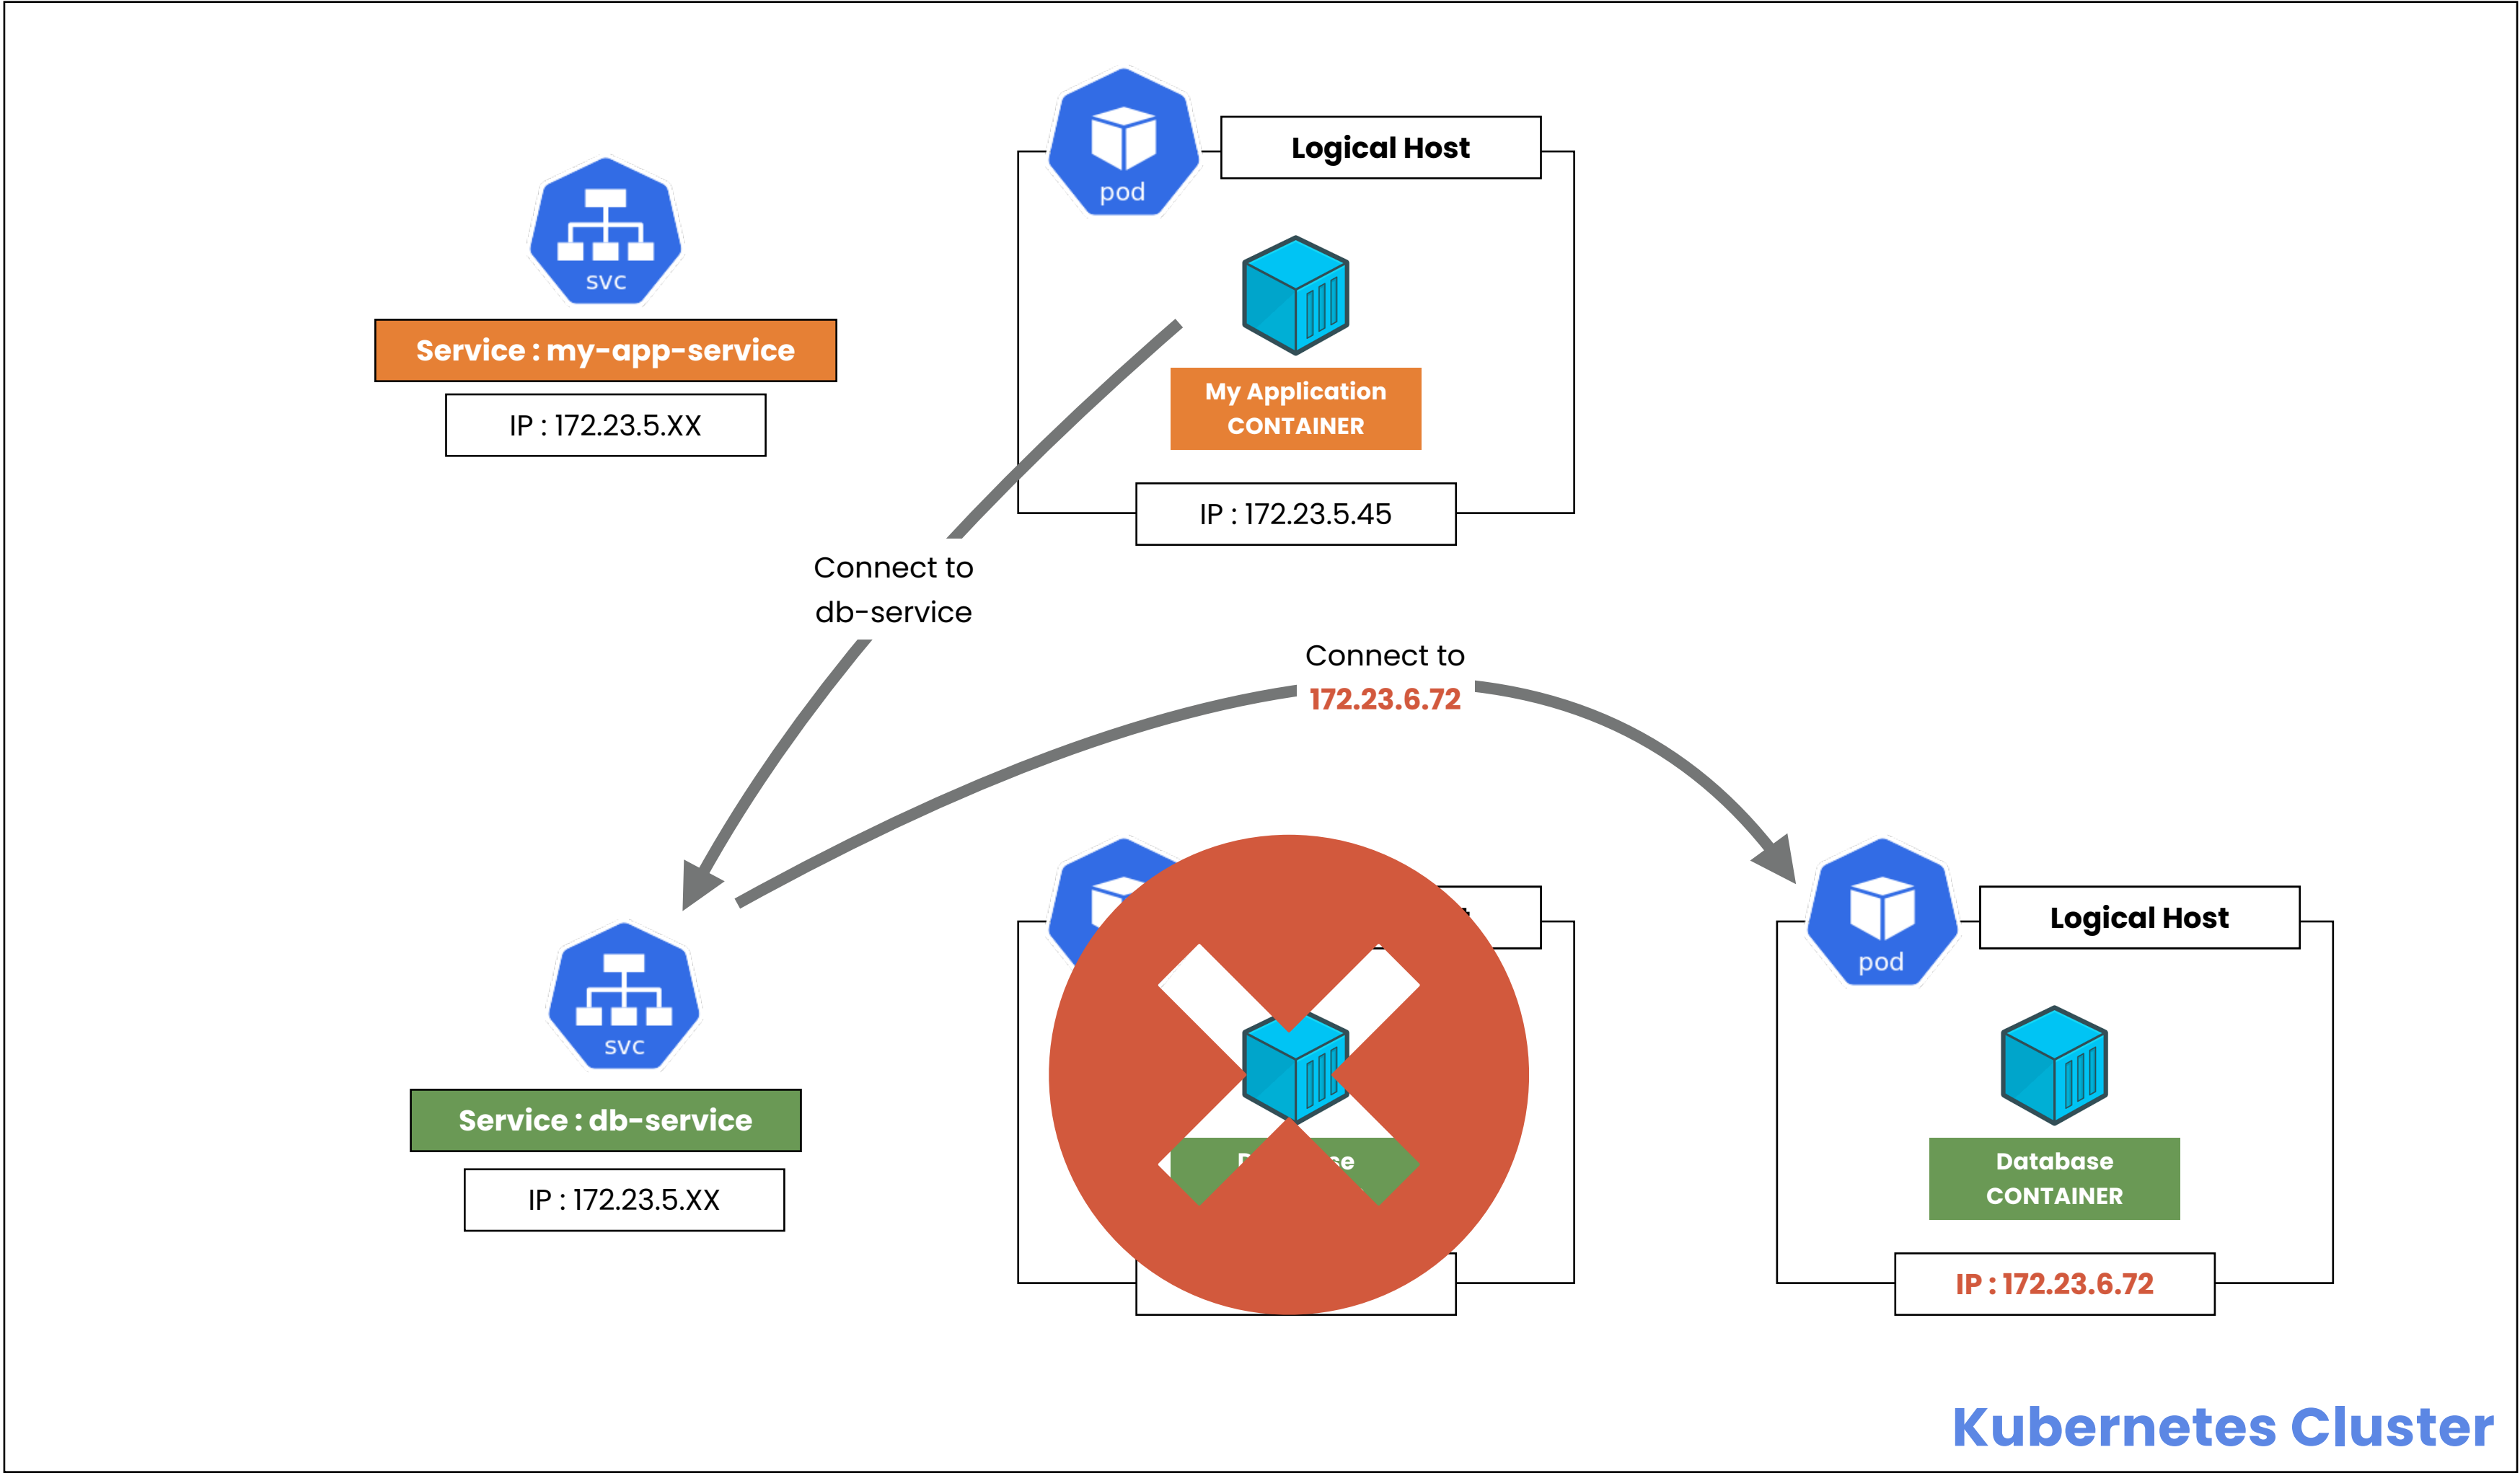 pod
Logical Host
svc
Service : my-app-service
IP : 172.23.5.XX
My Application
CONTAINER
IP : 172.23.5.45
Connect to
db-service
Connect to
172.23.6.72
svc
Service : db-service
IP : 172.23.5.XX
pod
Logical Host
Database
CONTAINER
IP : 172.23.6.72
Kubernetes Cluster